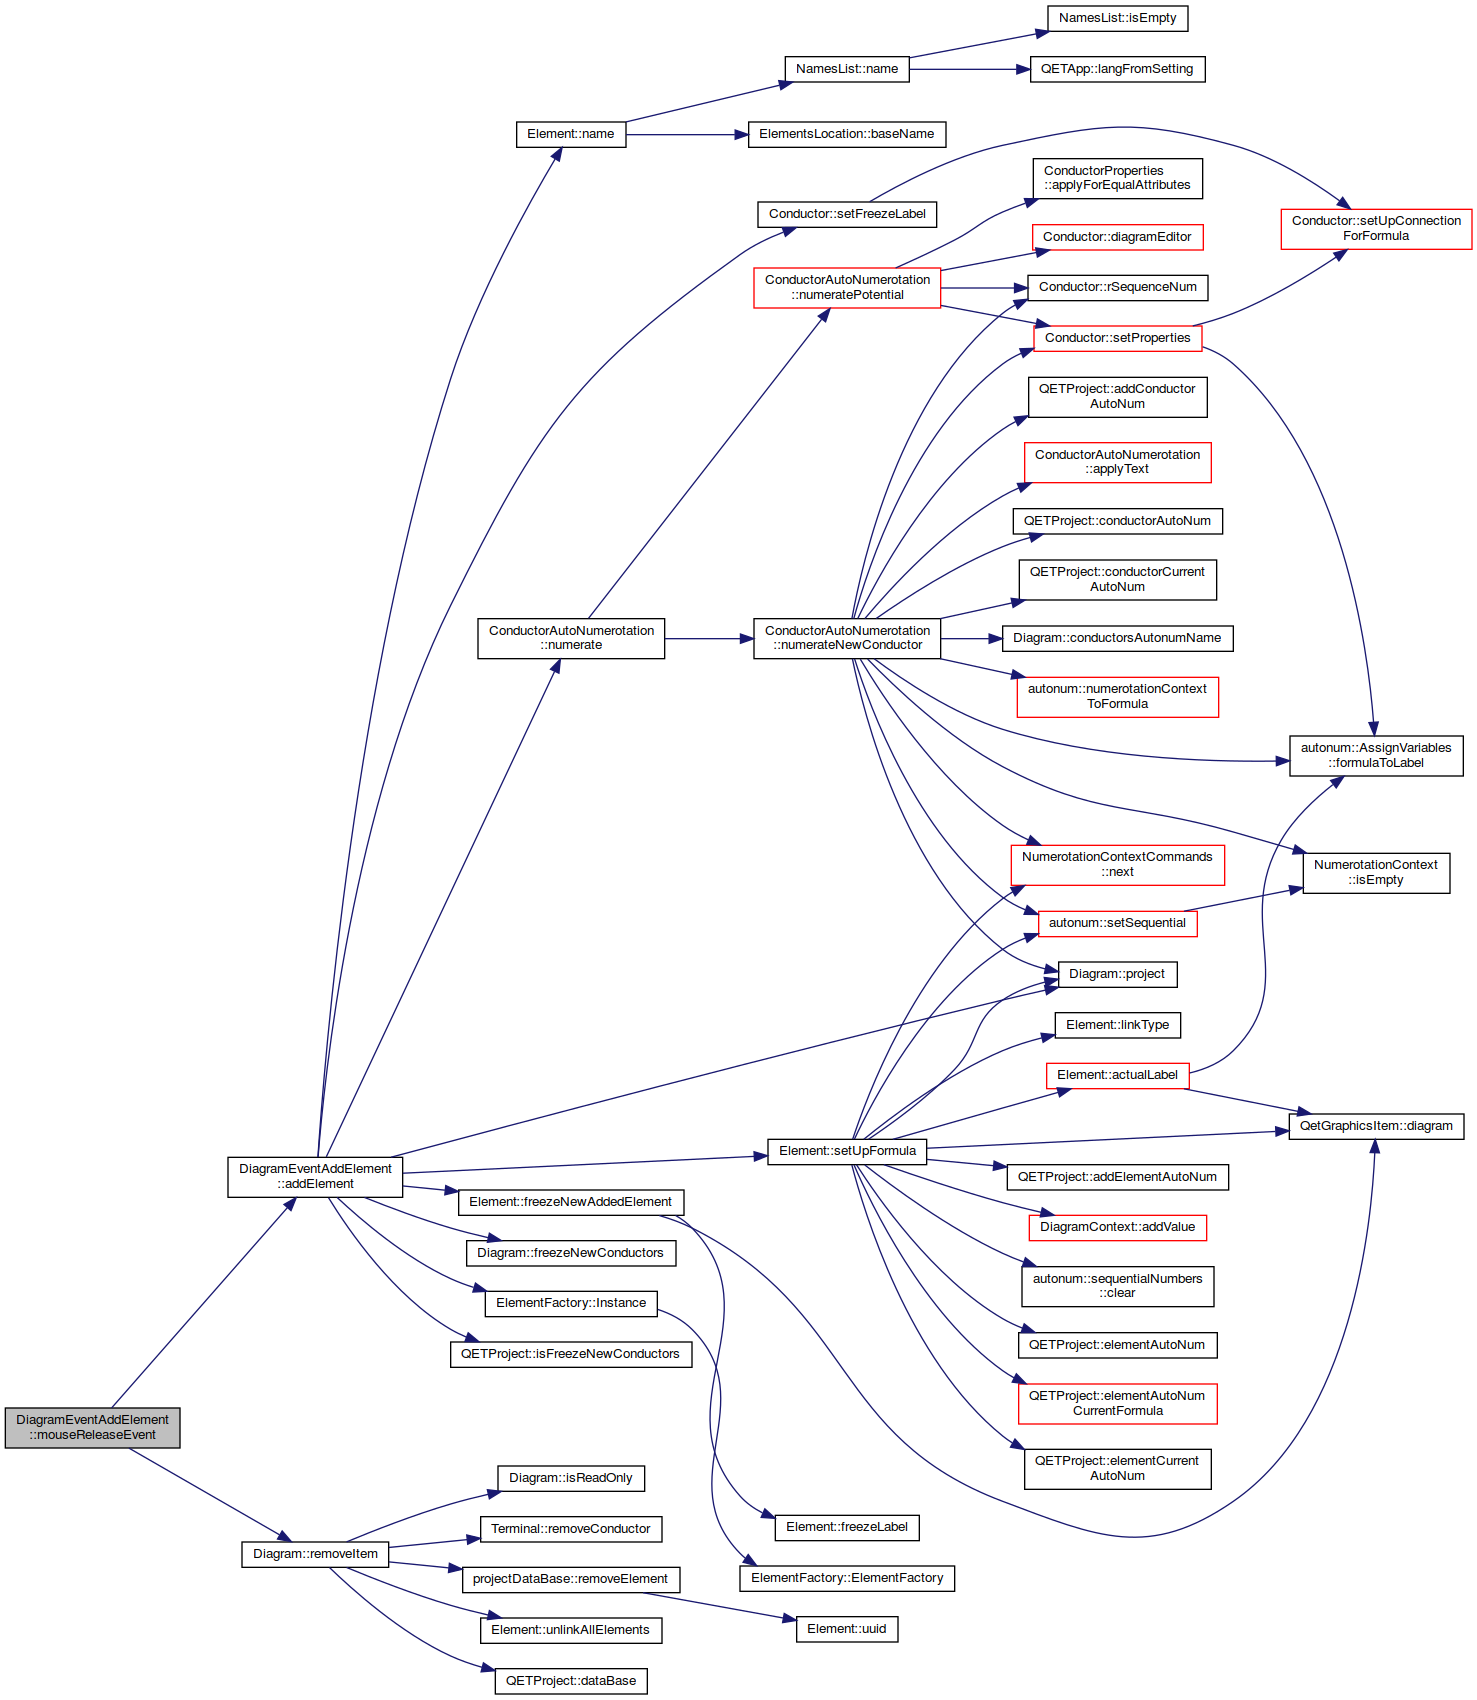 NamesList::isEmpty
NamesList::name
QETApp::langFromSetting
Element::name
ElementsLocation::baseName
ConductorProperties
::applyForEqualAttributes
Conductor::setFreezeLabel
Conductor::setUpConnection
ForFormula
Conductor::diagramEditor
ConductorAutoNumerotation
::numeratePotential
Conductor::rSequenceNum
Conductor::setProperties
QETProject::addConductor
AutoNum
ConductorAutoNumerotation
::applyText
QETProject::conductorAutoNum
QETProject::conductorCurrent
AutoNum
ConductorAutoNumerotation
::numerate
ConductorAutoNumerotation
::numerateNewConductor
Diagram::conductorsAutonumName
autonum::numerotationContext
ToFormula
autonum::AssignVariables
::formulaToLabel
NumerotationContextCommands
::next
NumerotationContext
::isEmpty
autonum::setSequential
Diagram::project
Element::linkType
Element::actualLabel
QetGraphicsItem::diagram
Element::setUpFormula
DiagramEventAddElement
::addElement
QETProject::addElementAutoNum
Element::freezeNewAddedElement
DiagramContext::addValue
Diagram::freezeNewConductors
autonum::sequentialNumbers
::clear
ElementFactory::Instance
QETProject::elementAutoNum
QETProject::isFreezeNewConductors
QETProject::elementAutoNum
CurrentFormula
DiagramEventAddElement
::mouseReleaseEvent
QETProject::elementCurrent
AutoNum
Diagram::isReadOnly
Element::freezeLabel
Terminal::removeConductor
Diagram::removeItem
projectDataBase::removeElement
ElementFactory::ElementFactory
Element::unlinkAllElements
Element::uuid
QETProject::dataBase